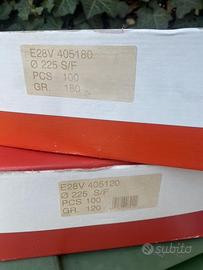 E28V 405180
Ø 225 S/F
PCS 100
GR. 180
E28V 405120
Ø 225 S/F
PCS 100
GR. 120
subito